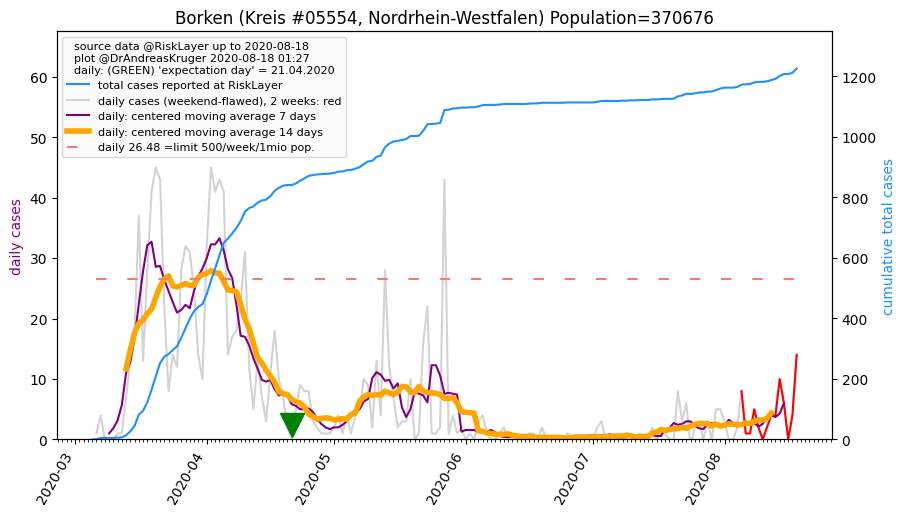 Borken (Kreis #05554, Nordrhein-Westfalen) Population=370676
source data @RiskLayer up to 2020-08-18
plot @DrAndreasKruger 2020-08-18 01:27
daily: (GREEN) 'expectation day' = 21.04.2020
total cases reported at RiskLayer
daily cases (weekend-flawed), 2 weeks: red
daily: centered moving average 7 days
daily: centered moving average 14 days
daily 26.48 =limit 500/week/1mio pop.
daily cases
60
50
40
30
20
10
0
cumulative total cases
1200
1000
800
600
400
200
0
2020-03
2020-04
2020-05
2020-06
2020-07
2020-08